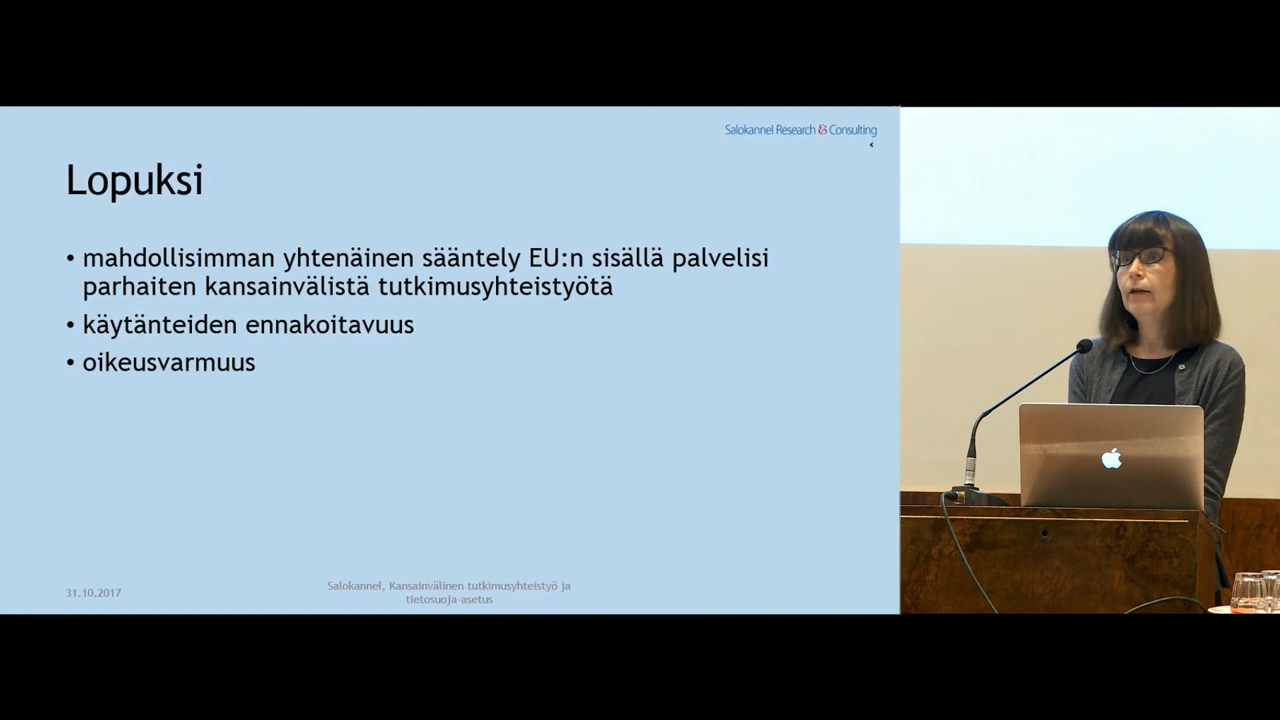 Salokannel Research & Consulting
Lopuksi
• mahdollisimman yhtenäinen sääntely EU:n sisällä palvelisi
parhaiten kansainvälistä tutkimusyhteistyötä
• käytänteiden ennakoitavuus
• oikeusvarmuus
31.10.2017
Salokannel, Kansainvälinen tutkimusyhteistyö ja
tietosuoja-asetus